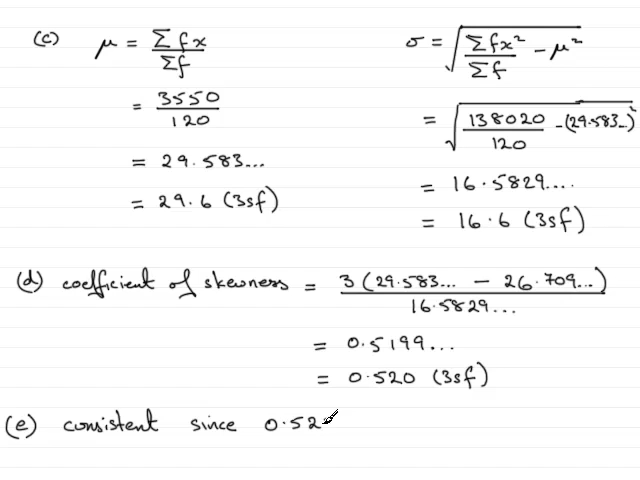 (c) μ = Σfx / Σf
= 3550 / 120
= 29.583...
= 29.6 (3sf)
σ = √(Σfx² / Σf − μ²)
= √(138020 / 120 − (29.583...)²)
= 16.5829....
= 16.6 (3sf)
(d) coefficient of skewness = 3(29.583... − 26.709...) / 16.5829...
= 0.5199...
= 0.520 (3sf)
(e) consistent since 0.52